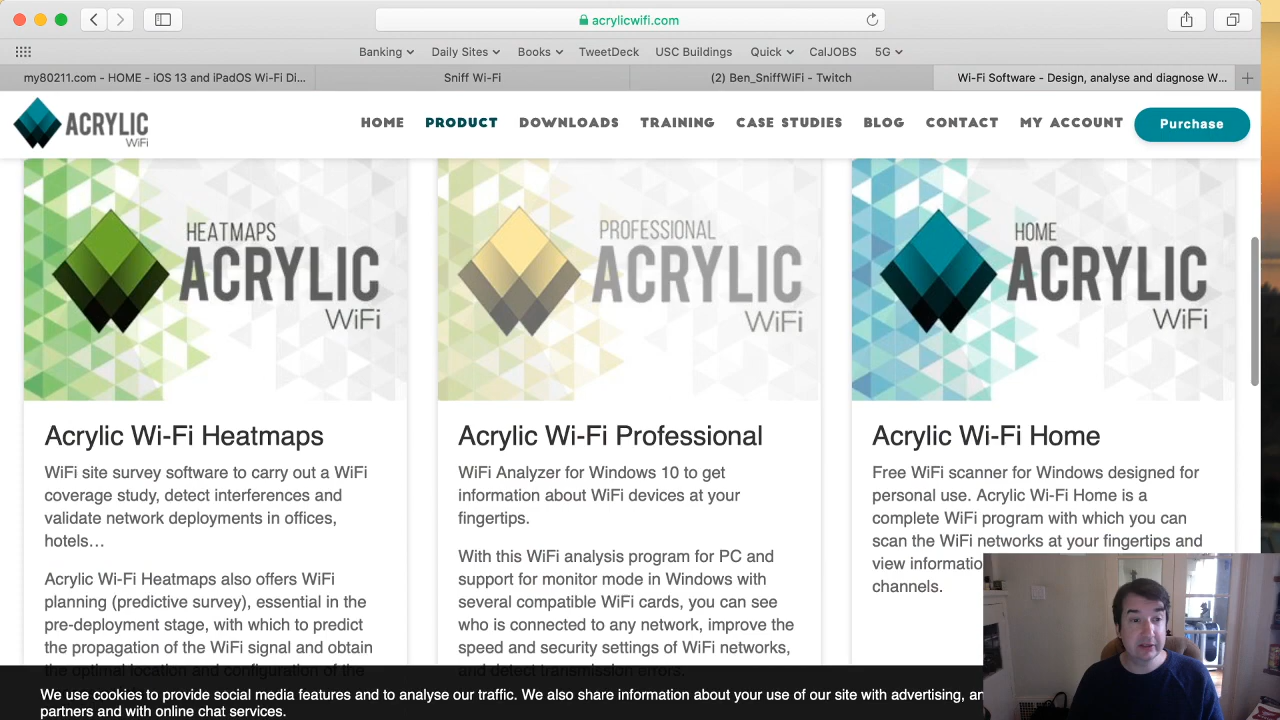 acrylicwifi.com
Banking Daily Sites Books TweetDeck USC Buildings Quick CalJOBS 5G
my80211.com - HOME - iOS 13 and iPadOS Wi-Fi Di... Sniff Wi-Fi (2) Ben_SniffWiFi - Twitch Wi-Fi Software - Design, analyse and diagnose W...
ACRYLIC
WiFi
HOME PRODUCT DOWNLOADS TRAINING CASE STUDIES BLOG CONTACT MY ACCOUNT Purchase
HEATMAPS
ACRYLIC
WiFi
PROFESSIONAL
ACRYLIC
WiFi
HOME
ACRYLIC
WiFi
Acrylic Wi-Fi Heatmaps
WiFi site survey software to carry out a WiFi
coverage study, detect interferences and
validate network deployments in offices,
hotels…
Acrylic Wi-Fi Heatmaps also offers WiFi
planning (predictive survey), essential in the
pre-deployment stage, with which to predict
the propagation of the WiFi signal and obtain
the optimal location and configuration of the
Acrylic Wi-Fi Professional
WiFi Analyzer for Windows 10 to get
information about WiFi devices at your
fingertips.
With this WiFi analysis program for PC and
support for monitor mode in Windows with
several compatible WiFi cards, you can see
who is connected to any network, improve the
speed and security settings of WiFi networks,
and detect transmission errors.
Acrylic Wi-Fi Home
Free WiFi scanner for Windows designed for
personal use. Acrylic Wi-Fi Home is a
complete WiFi program with which you can
scan the WiFi networks at your fingertips and
view informatio
channels.
We use cookies to provide social media features and to analyse our traffic. We also share information about your use of our site with advertising, an
partners and with online chat services.